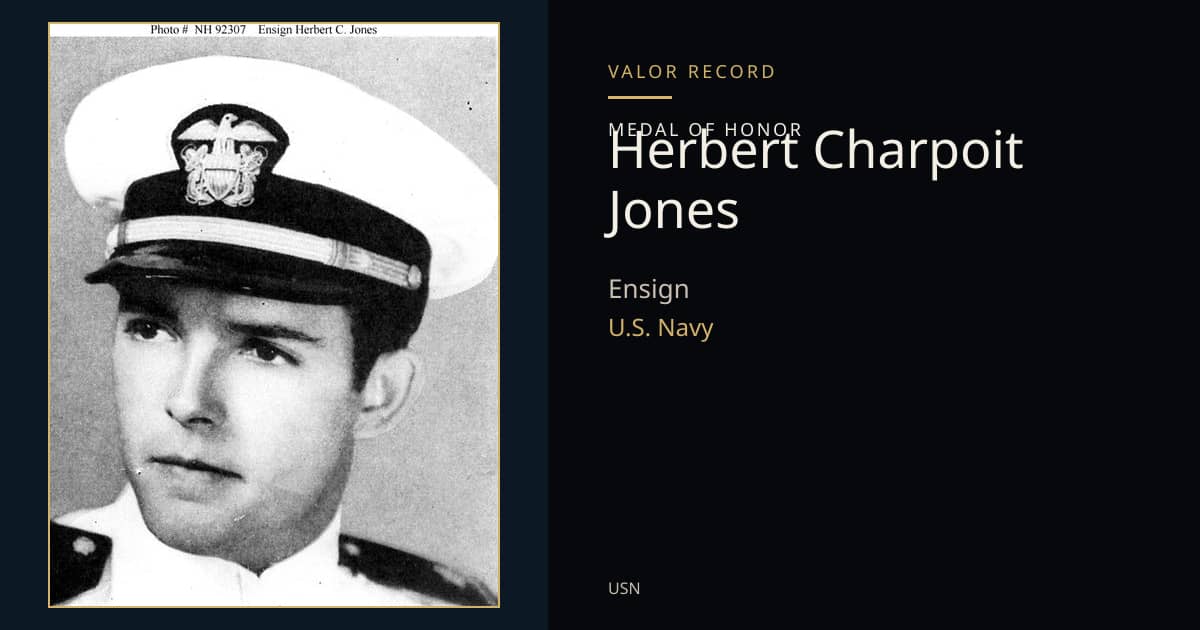 Photo # NH 92307 Ensign Herbert C. Jones
VALOR RECORD
MEDAL OF HONOR
Herbert Charpoit
Jones
Ensign
U.S. Navy
USN